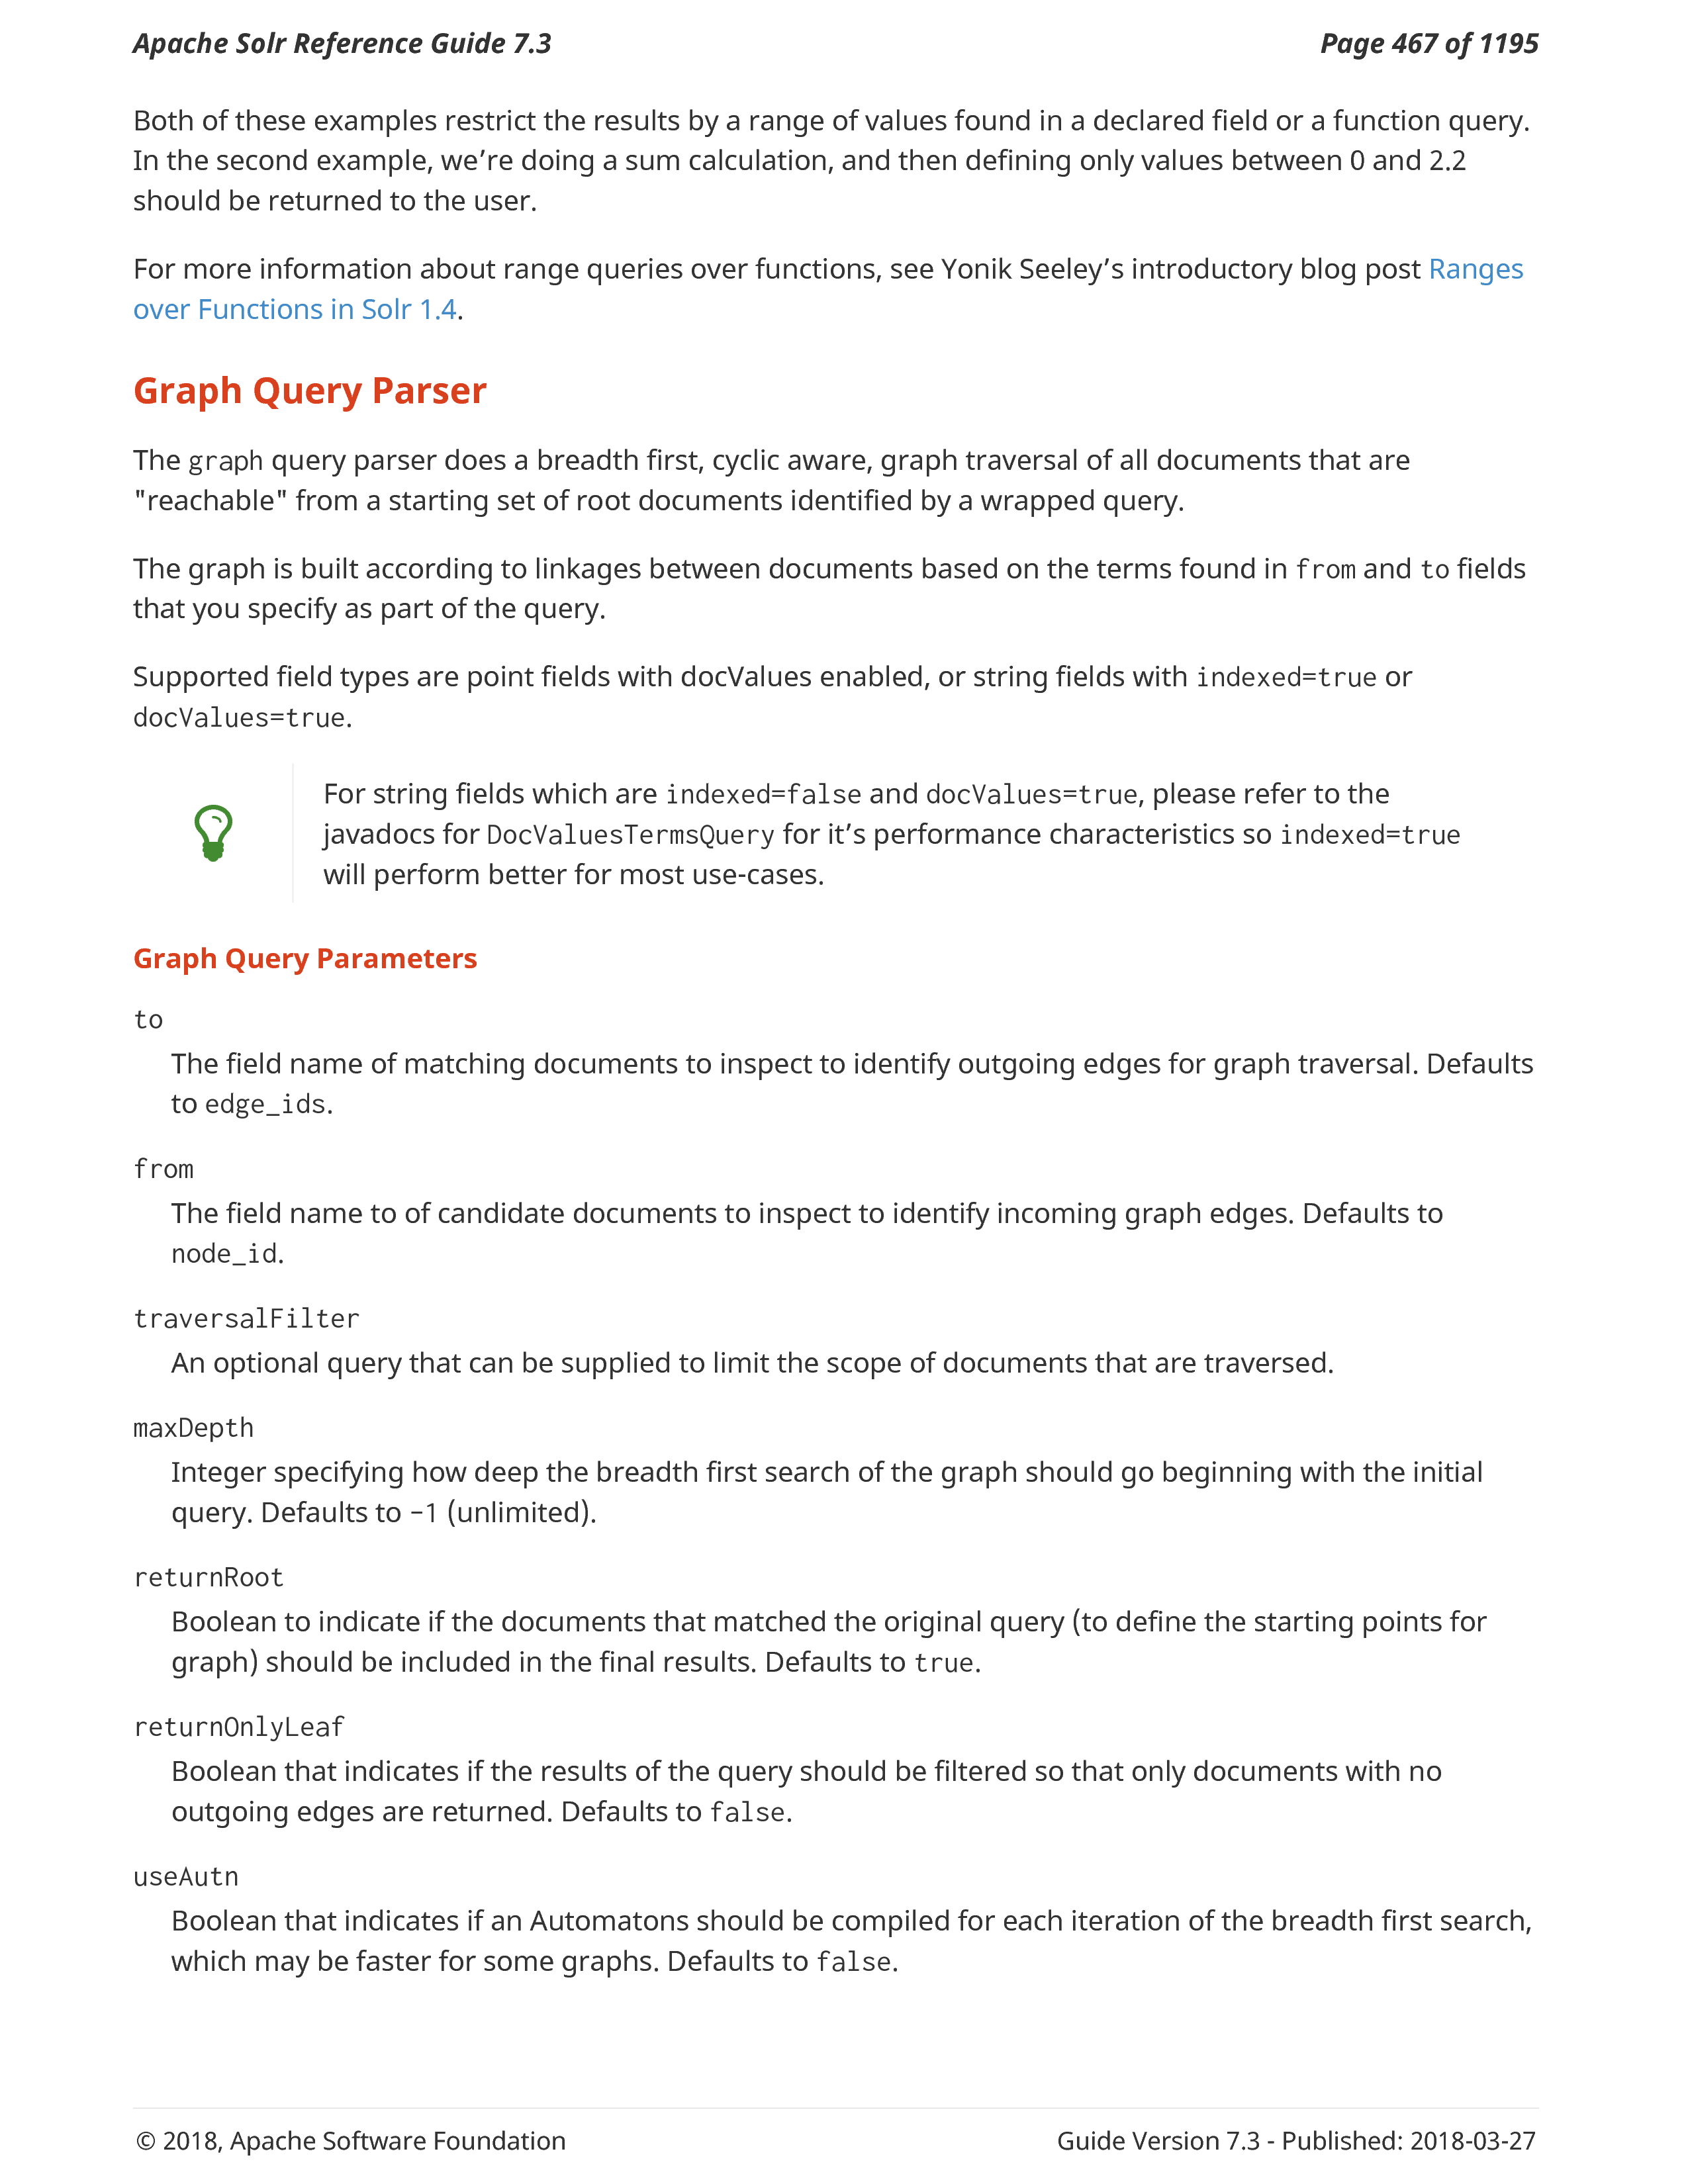 Apache Solr Reference Guide 7.3
Page 467 of 1195
Both of these examples restrict the results by a range of values found in a declared field or a function query.
In the second example, we’re doing a sum calculation, and then defining only values between 0 and 2.2
should be returned to the user.
For more information about range queries over functions, see Yonik Seeley’s introductory blog post Ranges
over Functions in Solr 1.4.
Graph Query Parser
The graph query parser does a breadth first, cyclic aware, graph traversal of all documents that are
"reachable" from a starting set of root documents identified by a wrapped query.
The graph is built according to linkages between documents based on the terms found in from and to fields
that you specify as part of the query.
Supported field types are point fields with docValues enabled, or string fields with indexed=true or
docValues=true.
For string fields which are indexed=false and docValues=true, please refer to the
javadocs for DocValuesTermsQuery for it’s performance characteristics so indexed=true
will perform better for most use-cases.
Graph Query Parameters
to
The field name of matching documents to inspect to identify outgoing edges for graph traversal. Defaults
to edge_ids.
from
The field name to of candidate documents to inspect to identify incoming graph edges. Defaults to
node_id.
traversalFilter
An optional query that can be supplied to limit the scope of documents that are traversed.
maxDepth
Integer specifying how deep the breadth first search of the graph should go beginning with the initial
query. Defaults to -1 (unlimited).
returnRoot
Boolean to indicate if the documents that matched the original query (to define the starting points for
graph) should be included in the final results. Defaults to true.
returnOnlyLeaf
Boolean that indicates if the results of the query should be filtered so that only documents with no
outgoing edges are returned. Defaults to false.
useAutn
Boolean that indicates if an Automatons should be compiled for each iteration of the breadth first search,
which may be faster for some graphs. Defaults to false.
© 2018, Apache Software Foundation
Guide Version 7.3 - Published: 2018-03-27